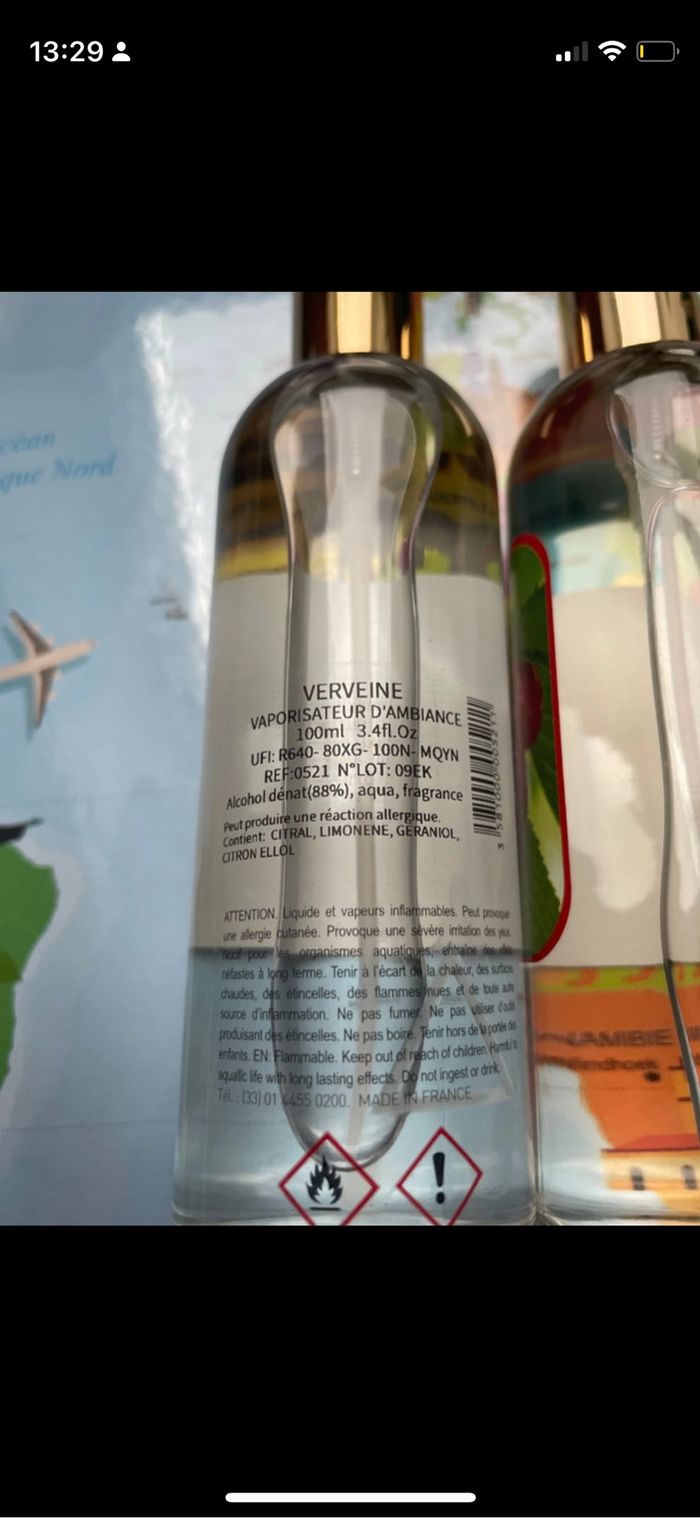 13:29
céan
que Nord
VERVEINE
VAPORISATEUR D'AMBIANCE
100ml 3.4fl.Oz
UFI: R640- 80XG- 100N- MQYN
REF:0521 N°LOT: 09EK
Alcohol dénat(88%), aqua, fragrance
Peut produire une réaction allergique.
Contient: CITRAL, LIMONENE, GERANIOL,
CITRON ELLOL
ATTENTION. Liquide et vapeurs inflammables. Peut provoquer
une allergie cutanée. Provoque une sévère irritation des yeux.
Nocif pour les organismes aquatiques, entraîne des effets
néfastes à long terme. Tenir à l'écart de la chaleur, des surfaces
chaudes, des étincelles, des flammes nues et de toute autre
source d'inflammation. Ne pas fumer. Ne pas utiliser d'outils
produisant des étincelles. Ne pas boire. Tenir hors de la portée des
enfants. EN: Flammable. Keep out of reach of children. Harmful to
aquatic life with long lasting effects. Do not ingest or drink.
Tél. : (33) 01 4455 0200. MADE IN FRANCE
NAMIBIE